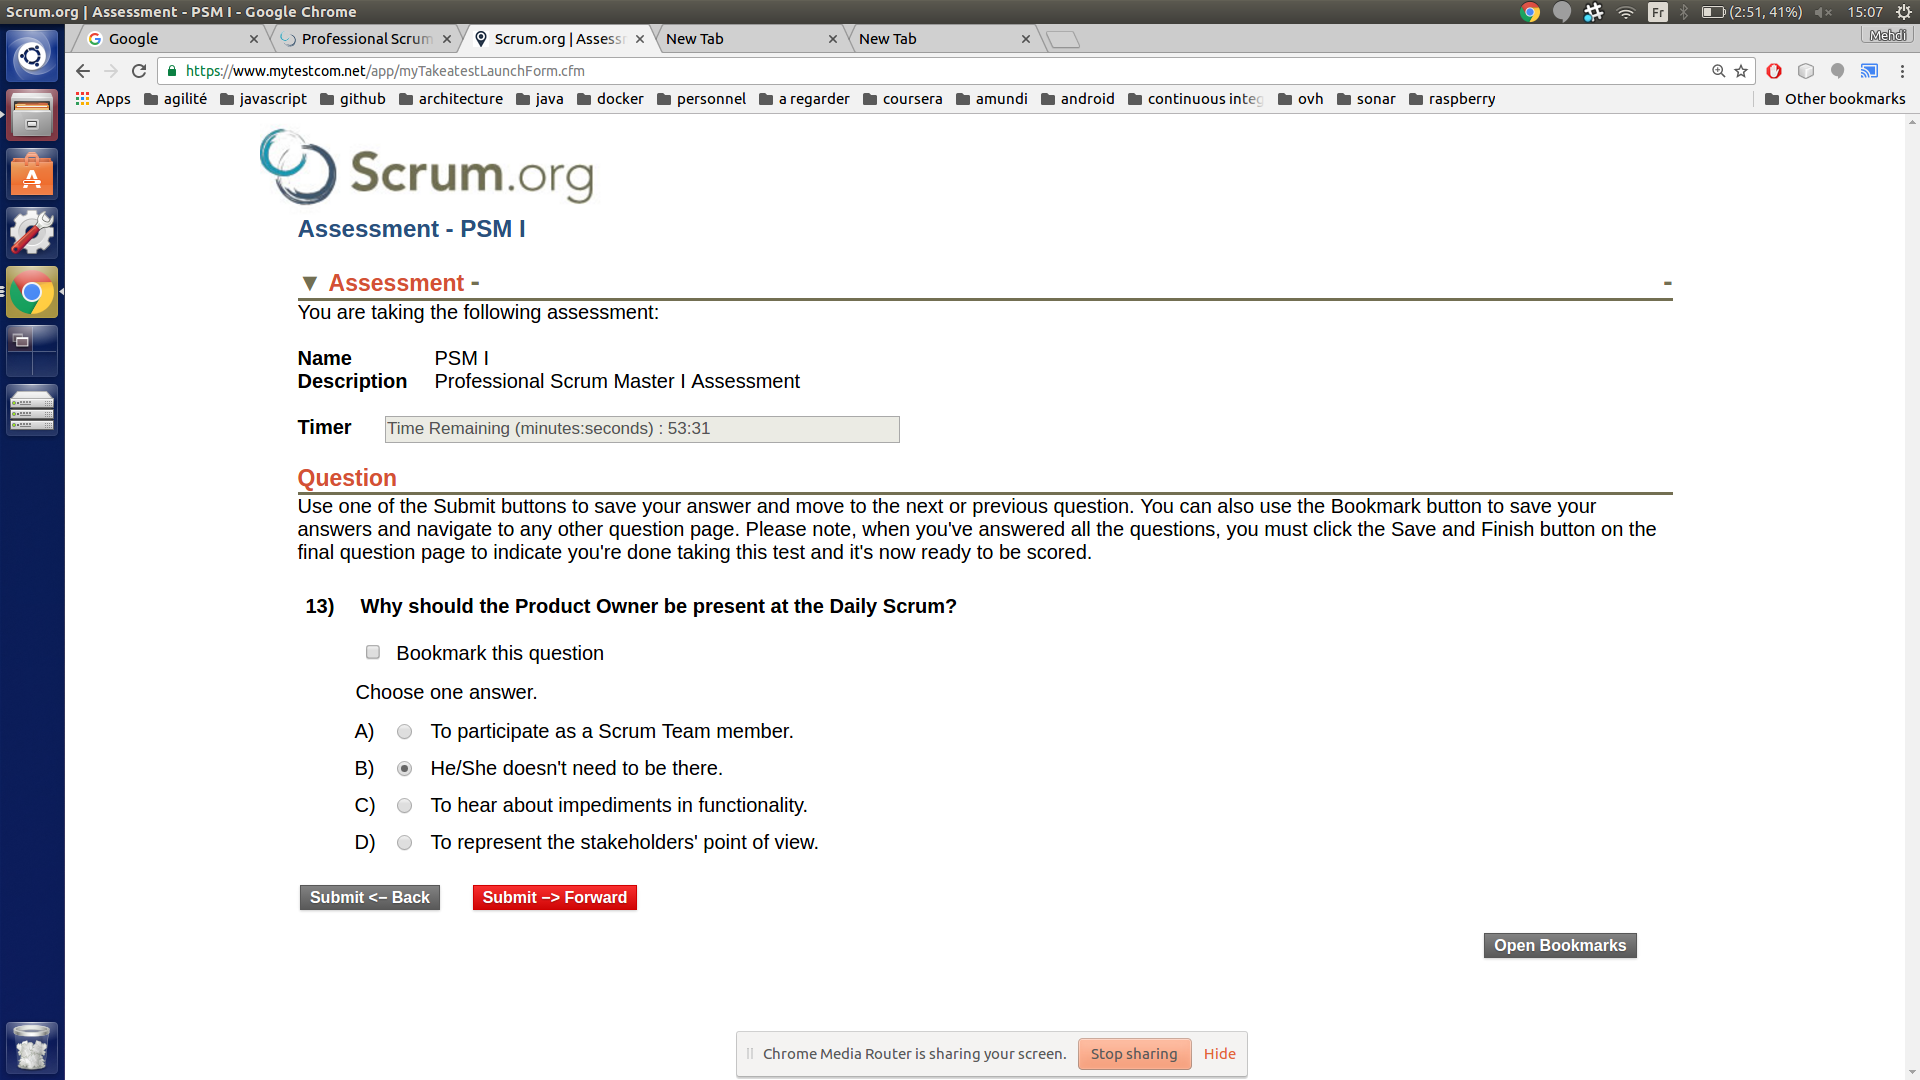 Scrum.org | Assessment - PSM I - Google Chrome
Fr (2:51, 41%) 15:07
Google
Professional Scrum
Scrum.org | Assess
New Tab
New Tab
Mehdi
https://www.mytestcom.net/app/myTakeatestLaunchForm.cfm
Apps agilité javascript github architecture java docker personnel a regarder coursera amundi android continuous integ ovh sonar raspberry Other bookmarks
Scrum.org
Assessment - PSM I
▼ Assessment - -
You are taking the following assessment:
Name PSM I
Description Professional Scrum Master I Assessment
Timer Time Remaining (minutes:seconds) : 53:31
Question
Use one of the Submit buttons to save your answer and move to the next or previous question. You can also use the Bookmark button to save your
answers and navigate to any other question page. Please note, when you've answered all the questions, you must click the Save and Finish button on the
final question page to indicate you're done taking this test and it's now ready to be scored.
13) Why should the Product Owner be present at the Daily Scrum?
Bookmark this question
Choose one answer.
A) To participate as a Scrum Team member.
B) He/She doesn't need to be there.
C) To hear about impediments in functionality.
D) To represent the stakeholders' point of view.
Submit <– Back Submit –> Forward
Open Bookmarks
Chrome Media Router is sharing your screen. Stop sharing Hide